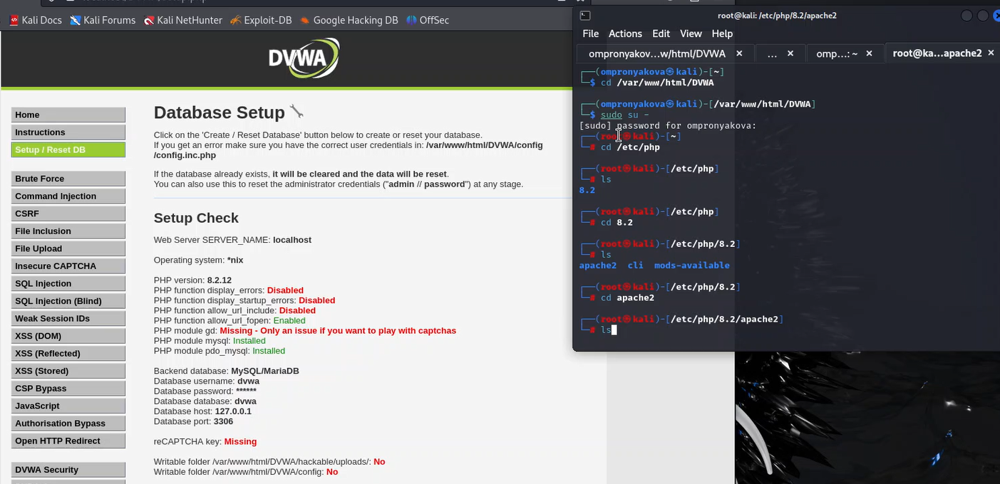 Kali Docs Kali Forums Kali NetHunter Exploit-DB Google Hacking DB OffSec
DVWA
Home
Instructions
Setup / Reset DB
Brute Force
Command Injection
CSRF
File Inclusion
File Upload
Insecure CAPTCHA
SQL Injection
SQL Injection (Blind)
Weak Session IDs
XSS (DOM)
XSS (Reflected)
XSS (Stored)
CSP Bypass
JavaScript
Authorisation Bypass
Open HTTP Redirect
DVWA Security
Database Setup
Click on the 'Create / Reset Database' button below to create or reset your database.
If you get an error make sure you have the correct user credentials in: /var/www/html/DVWA/config
/config.inc.php
If the database already exists, it will be cleared and the data will be reset.
You can also use this to reset the administrator credentials ("admin // password") at any stage.
Setup Check
Web Server SERVER_NAME: localhost
Operating system: *nix
PHP version: 8.2.12
PHP function display_errors: Disabled
PHP function display_startup_errors: Disabled
PHP function allow_url_include: Disabled
PHP function allow_url_fopen: Enabled
PHP module gd: Missing - Only an issue if you want to play with captchas
PHP module mysql: Installed
PHP module pdo_mysql: Installed
Backend database: MySQL/MariaDB
Database username: dvwa
Database password: ******
Database database: dvwa
Database host: 127.0.0.1
Database port: 3306
reCAPTCHA key: Missing
Writable folder /var/www/html/DVWA/hackable/uploads/: No
Writable folder /var/www/html/DVWA/config: No
root@kali: /etc/php/8.2/apache2
File Actions Edit View Help
ompronyakov...w/html/DVWA × ... × omp...: ~ × root@ka...apache2 ×
┌──(ompronyakova㉿kali)-[~]
└─$ cd /var/www/html/DVWA
┌──(ompronyakova㉿kali)-[/var/www/html/DVWA]
└─$ sudo su -
[sudo] password for ompronyakova:
┌──(root㉿kali)-[~]
└─# cd /etc/php
┌──(root㉿kali)-[/etc/php]
└─# ls
8.2
┌──(root㉿kali)-[/etc/php]
└─# cd 8.2
┌──(root㉿kali)-[/etc/php/8.2]
└─# ls
apache2 cli mods-available
┌──(root㉿kali)-[/etc/php/8.2]
└─# cd apache2
┌──(root㉿kali)-[/etc/php/8.2/apache2]
└─# ls